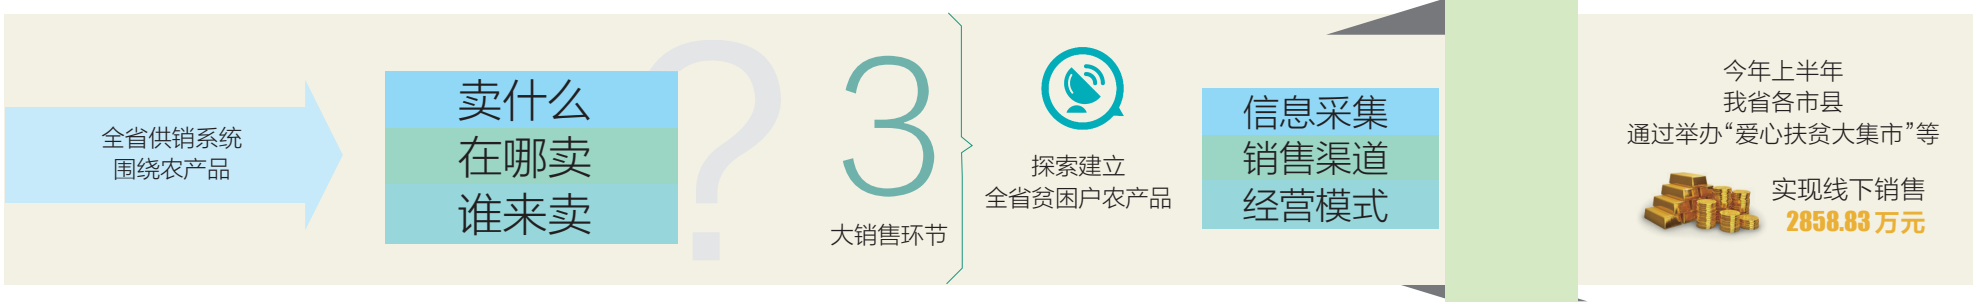 全省供销系统
围绕农产品
卖什么
在哪卖
谁来卖
?
3
大销售环节
探索建立
全省贫困户农产品
信息采集
销售渠道
经营模式
今年上半年
我省各市县
通过举办“爱心扶贫大集市”等
实现线下销售
2858.83万元